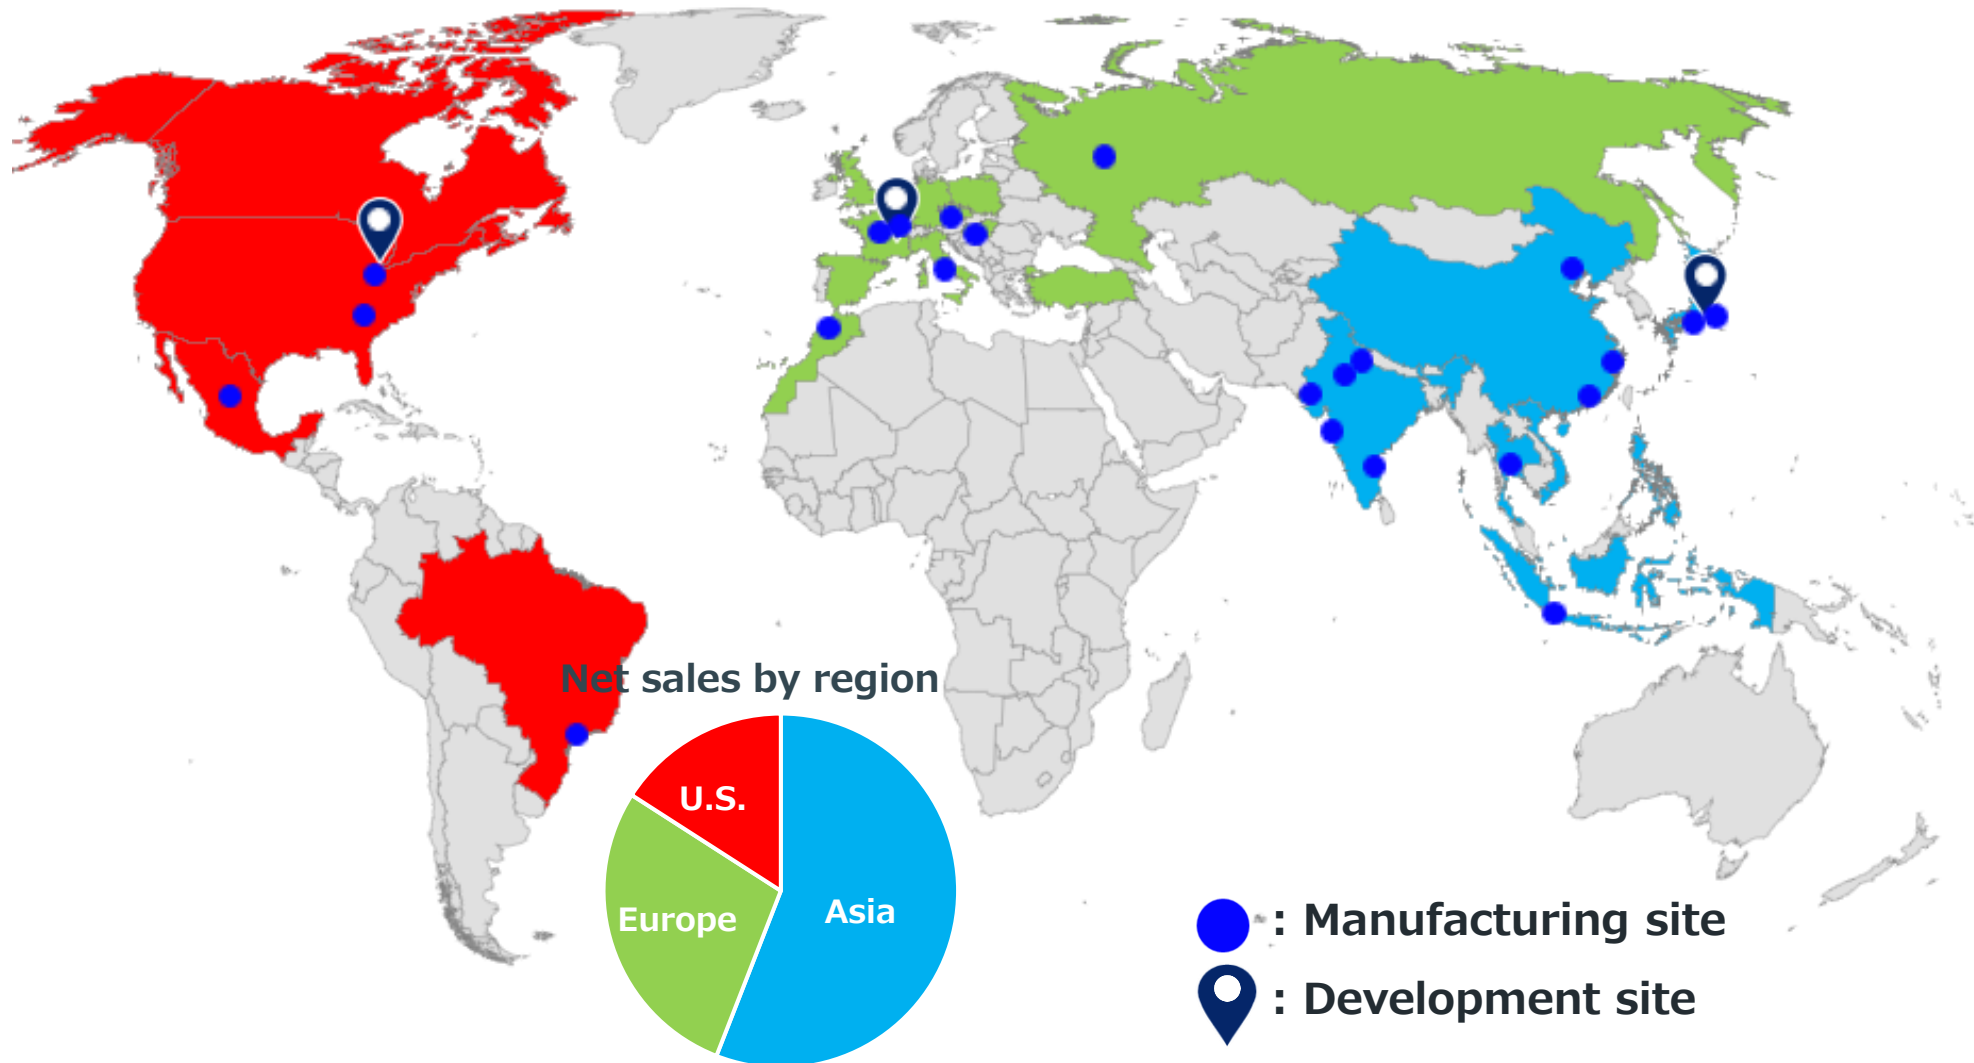 Net sales by region
U.S.
Europe
Asia
: Manufacturing site
: Development site